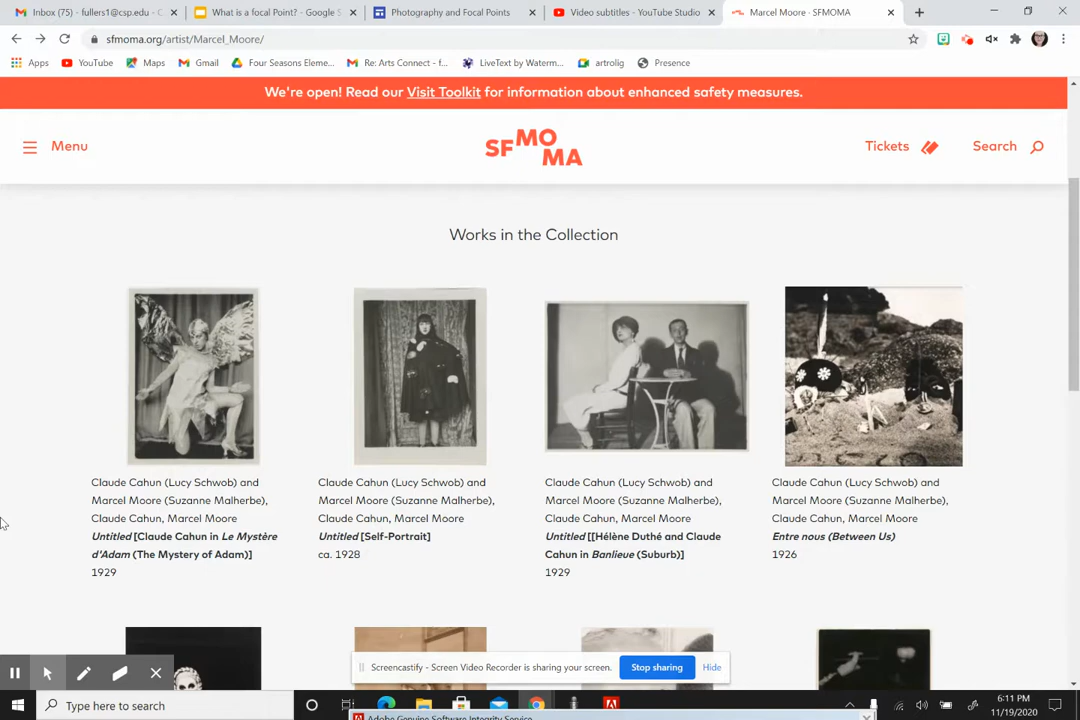 Inbox (75) - fullers1@csp.edu - C
What is a focal Point? - Google S
Photography and Focal Points
Video subtitles - YouTube Studio
Marcel Moore · SFMOMA
sfmoma.org/artist/Marcel_Moore/
Apps
YouTube
Maps
Gmail
Four Seasons Eleme...
Re: Arts Connect - f...
LiveText by Waterm...
artrolig
Presence
We're open! Read our Visit Toolkit for information about enhanced safety measures.
Menu
SF MO MA
Tickets
Search
Works in the Collection
Claude Cahun (Lucy Schwob) and
Marcel Moore (Suzanne Malherbe),
Claude Cahun, Marcel Moore
Untitled [Claude Cahun in Le Mystère
d'Adam (The Mystery of Adam)]
1929
Claude Cahun (Lucy Schwob) and
Marcel Moore (Suzanne Malherbe),
Claude Cahun, Marcel Moore
Untitled [Self-Portrait]
ca. 1928
Claude Cahun (Lucy Schwob) and
Marcel Moore (Suzanne Malherbe),
Claude Cahun, Marcel Moore
Untitled [[Hélène Duthé and Claude
Cahun in Banlieue (Suburb)]
1929
Claude Cahun (Lucy Schwob) and
Marcel Moore (Suzanne Malherbe),
Claude Cahun, Marcel Moore
Entre nous (Between Us)
1926
Screencastify - Screen Video Recorder is sharing your screen.
Stop sharing
Hide
Type here to search
Adobe Genuine Software Integrity Service
6:11 PM
11/19/2020